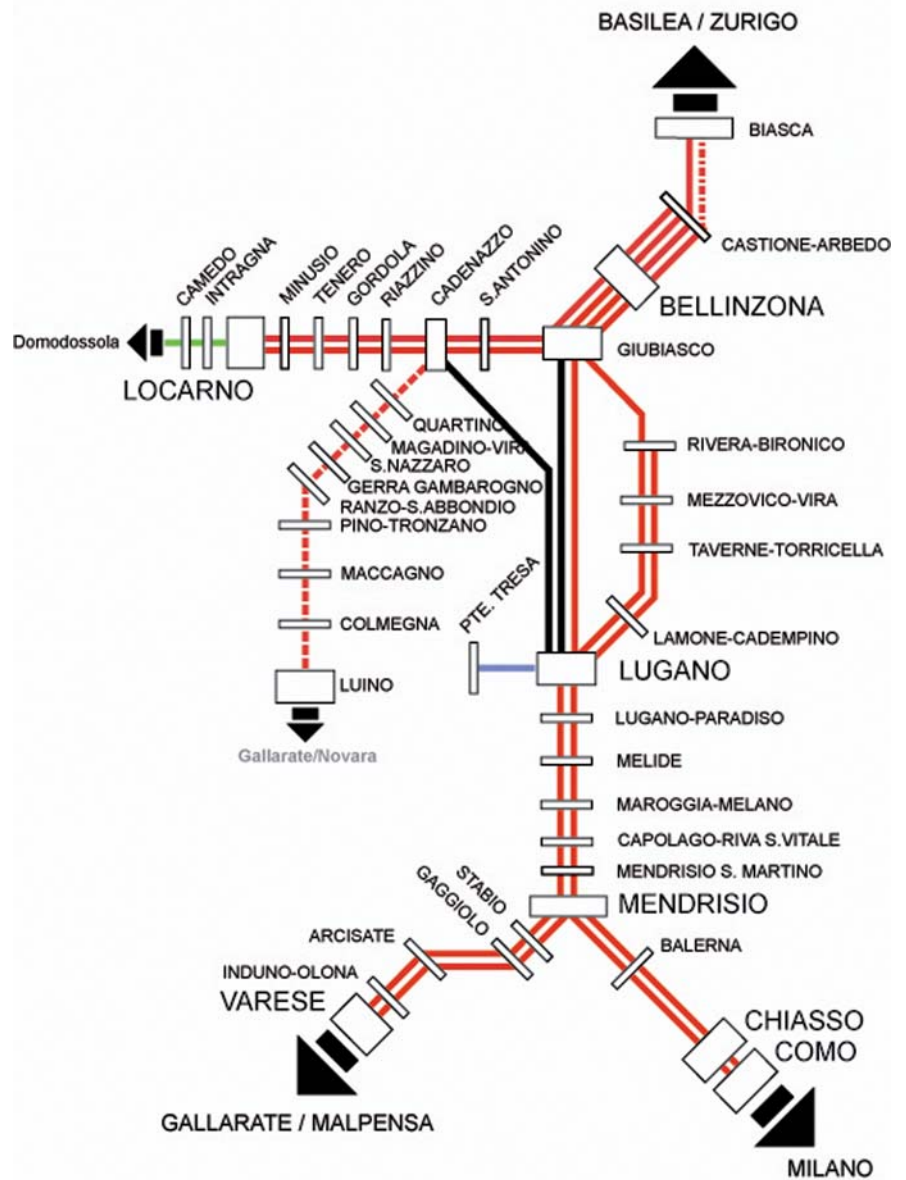 BASILEA / ZURIGO
BIASCA
CASTIONE-ARBEDO
BELLINZONA
GIUBIASCO
CAMEDO
INTRAGNA
MINUSIO
TENERO
GORDOLA
RIAZZINO
CADENAZZO
S.ANTONINO
Domodossola
LOCARNO
QUARTINO
MAGADINO-VIRA
S.NAZZARO
GERRA GAMBAROGNO
RANZO-S.ABBONDIO
PINO-TRONZANO
MACCAGNO
COLMEGNA
LUINO
Gallarate/Novara
RIVERA-BIRONICO
MEZZOVICO-VIRA
TAVERNE-TORRICELLA
LAMONE-CADEMPINO
PTE. TRESA
LUGANO
LUGANO-PARADISO
MELIDE
MAROGGIA-MELANO
CAPOLAGO-RIVA S.VITALE
MENDRISIO S. MARTINO
MENDRISIO
STABIO
GAGGIOLO
ARCISATE
INDUNO-OLONA
VARESE
GALLARATE / MALPENSA
BALERNA
CHIASSO
COMO
MILANO